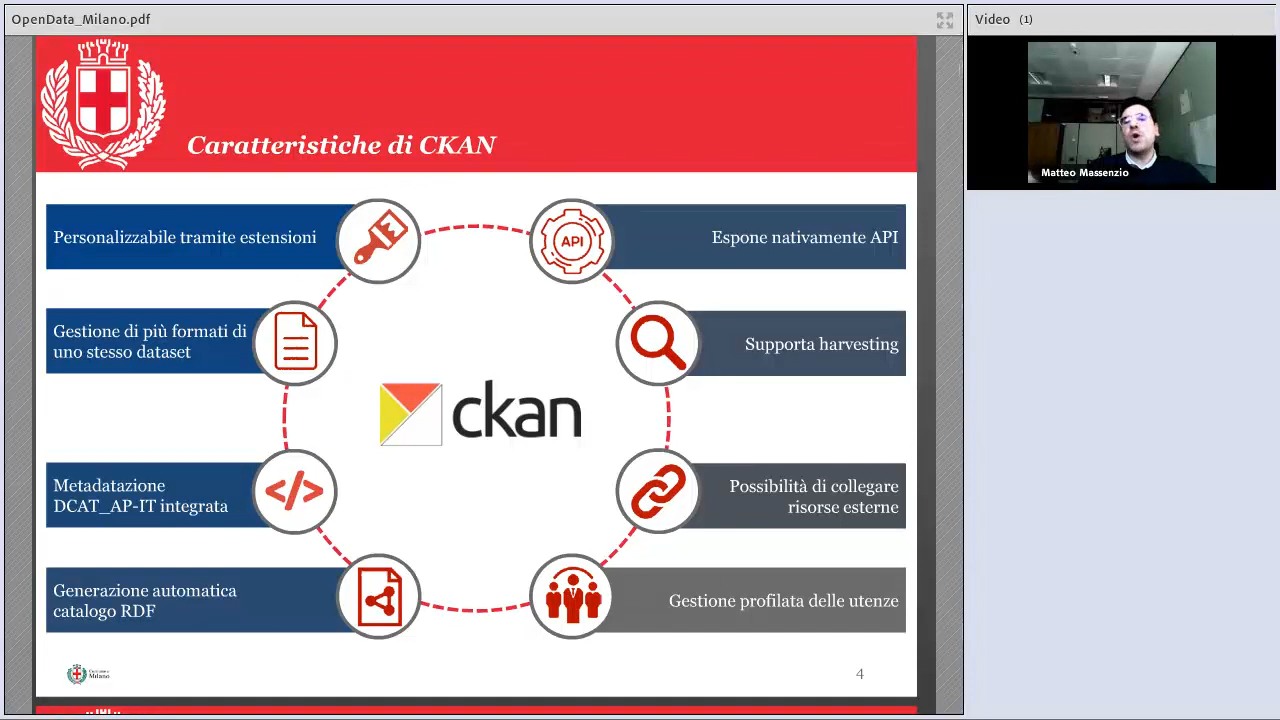 OpenData_Milano.pdf
Video (1)
Matteo Massenzio
Caratteristiche di CKAN
Personalizzabile tramite estensioni
API
Espone nativamente API
Gestione di più formati di
uno stesso dataset
Supporta harvesting
ckan
Metadatazione
DCAT_AP-IT integrata
</>
Possibilità di collegare
risorse esterne
Generazione automatica
catalogo RDF
Gestione profilata delle utenze
Milano
4